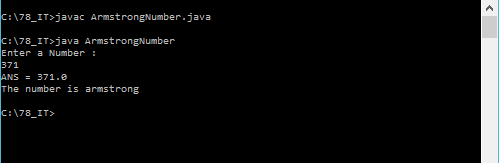 C:\78_IT>javac ArmstrongNumber.java
C:\78_IT>java ArmstrongNumber
Enter a Number :
371
ANS = 371.0
The number is armstrong
C:\78_IT>